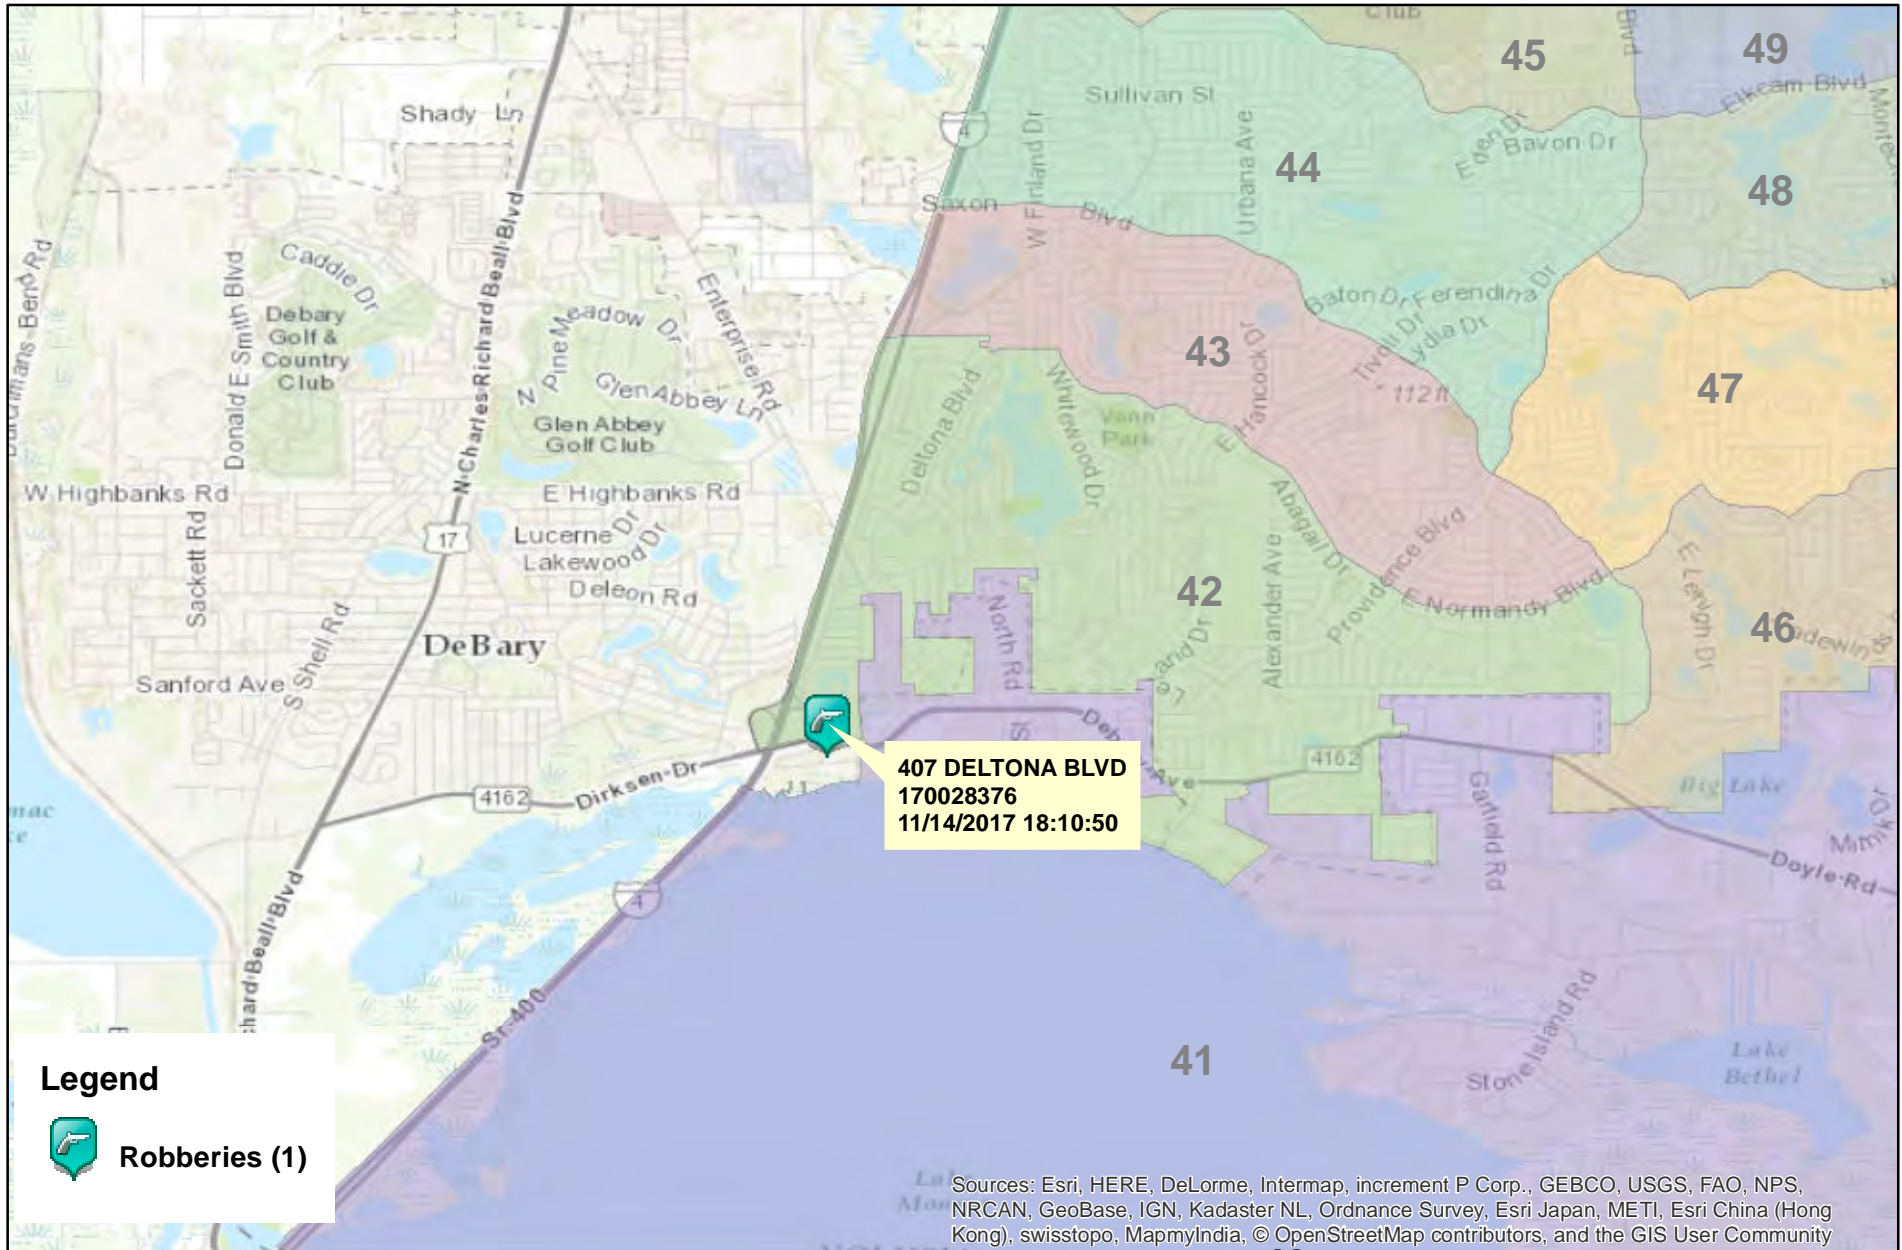 Club
45
49
Blvd
Elkcam Blvd
Shady Ln
Sullivan St
W Finland Dr
Urbana Ave
Eden Dr
Bavon Dr
44
48
4
Saxon Blvd
Caddie Dr
Donald E Smith Blvd
Debary
Golf &
Country
Club
N Charles Richard Beall Blvd
N Pine Meadow Dr
Enterprise Rd
Glen Abbey Ln
Glen Abbey
Golf Club
Baton Dr
Ferendina Dr
Tivoli Dr
Lydia Dr
43
E Hancock Dr
112 ft
47
Deltona Blvd
Whitewood Dr
Vann
Park
W Highbanks Rd
E Highbanks Rd
Sackett Rd
17
Lucerne Dr
Lakewood Dr
Deleon Rd
Abagail Dr
Providence Blvd
E Normandy Blvd
Alexander Ave
42
46
E Leigh Dr
North Rd
DeBary
S Shell Rd
Sanford Ave
4162
Dirksen Dr
Ave
4162
Garfield Rd
Big Lake
Doyle Rd
407 DELTONA BLVD
170028376
11/14/2017 18:10:50
4
Sr 400
41
Stone Island Rd
Lake
Bethel
Legend
Robberies (1)
Sources: Esri, HERE, DeLorme, Intermap, increment P Corp., GEBCO, USGS, FAO, NPS,
NRCAN, GeoBase, IGN, Kadaster NL, Ordnance Survey, Esri Japan, METI, Esri China (Hong
Kong), swisstopo, MapmyIndia, © OpenStreetMap contributors, and the GIS User Community